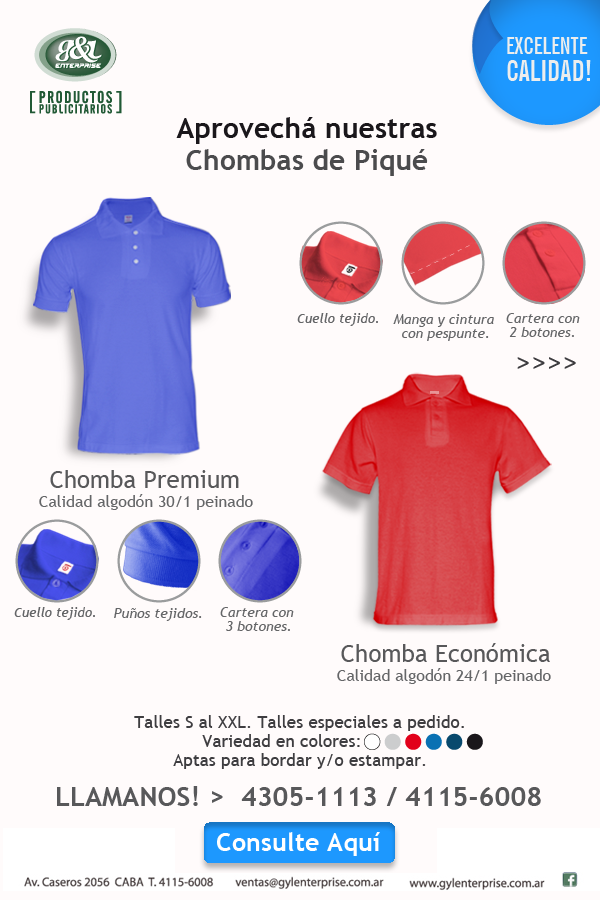 g&l
ENTERPRISE
[PRODUCTOS
PUBLICITARIOS]
EXCELENTE
CALIDAD!
Aprovechá nuestras
Chombas de Piqué
Cuello tejido.
Manga y cintura
con pespunte.
Cartera con
2 botones.
>>>>
Chomba Premium
Calidad algodón 30/1 peinado
Cuello tejido.
Puños tejidos.
Cartera con
3 botones.
Chomba Económica
Calidad algodón 24/1 peinado
Talles S al XXL. Talles especiales a pedido.
Variedad en colores:
Aptas para bordar y/o estampar.
LLAMANOS! > 4305-1113 / 4115-6008
Consulte Aquí
Av. Caseros 2056 CABA T. 4115-6008 ventas@gylenterprise.com.ar www.gylenterprise.com.ar f